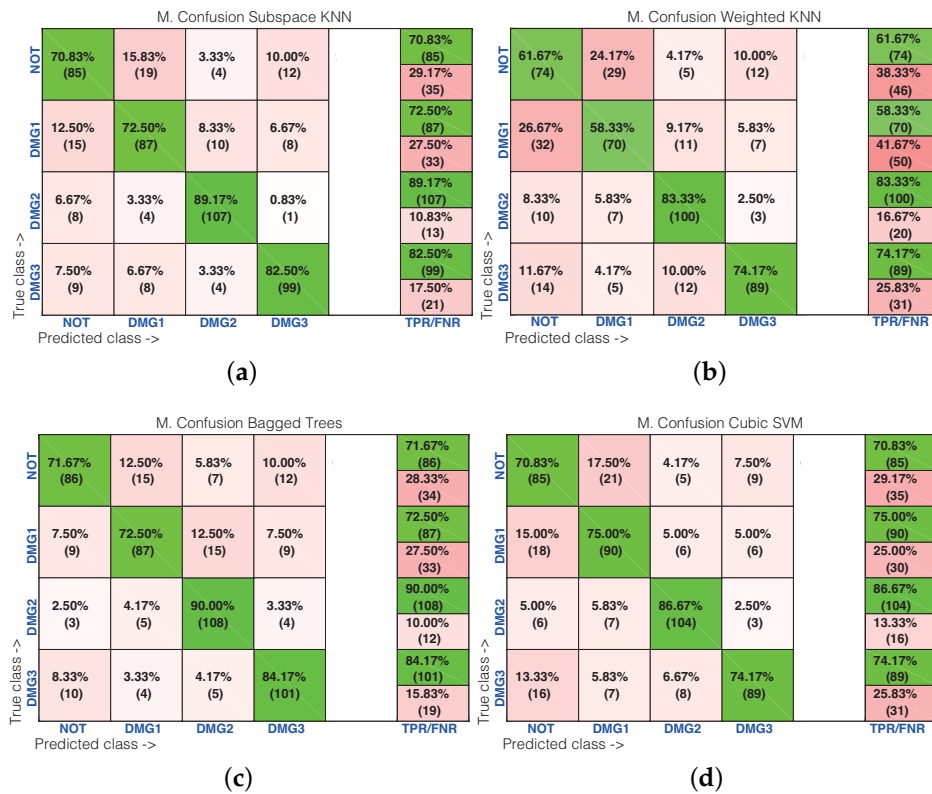 M. Confusion Subspace KNN
NOT
70.83% 15.83% 3.33% 10.00% 70.83%
(85) (19) (4) (12) (85)
29.17%
(35)
DMG1
12.50% 72.50% 8.33% 6.67% 72.50%
(15) (87) (10) (8) (87)
27.50%
(33)
DMG2
6.67% 3.33% 89.17% 0.83% 89.17%
(8) (4) (107) (1) (107)
10.83%
(13)
DMG3
7.50% 6.67% 3.33% 82.50% 82.50%
(9) (8) (4) (99) (99)
17.50%
(21)
True class ->
NOT DMG1 DMG2 DMG3 TPR/FNR
Predicted class ->
(a)
M. Confusion Weighted KNN
NOT
61.67% 24.17% 4.17% 10.00% 61.67%
(74) (29) (5) (12) (74)
38.33%
(46)
DMG1
26.67% 58.33% 9.17% 5.83% 58.33%
(32) (70) (11) (7) (70)
41.67%
(50)
DMG2
8.33% 5.83% 83.33% 2.50% 83.33%
(10) (7) (100) (3) (100)
16.67%
(20)
DMG3
11.67% 4.17% 10.00% 74.17% 74.17%
(14) (5) (12) (89) (89)
25.83%
(31)
True class ->
NOT DMG1 DMG2 DMG3 TPR/FNR
Predicted class ->
(b)
M. Confusion Bagged Trees
NOT
71.67% 12.50% 5.83% 10.00% 71.67%
(86) (15) (7) (12) (86)
28.33%
(34)
DMG1
7.50% 72.50% 12.50% 7.50% 72.50%
(9) (87) (15) (9) (87)
27.50%
(33)
DMG2
2.50% 4.17% 90.00% 3.33% 90.00%
(3) (5) (108) (4) (108)
10.00%
(12)
DMG3
8.33% 3.33% 4.17% 84.17% 84.17%
(10) (4) (5) (101) (101)
15.83%
(19)
True class ->
NOT DMG1 DMG2 DMG3 TPR/FNR
Predicted class ->
(c)
M. Confusion Cubic SVM
NOT
70.83% 17.50% 4.17% 7.50% 70.83%
(85) (21) (5) (9) (85)
29.17%
(35)
DMG1
15.00% 75.00% 5.00% 5.00% 75.00%
(18) (90) (6) (6) (90)
25.00%
(30)
DMG2
5.00% 5.83% 86.67% 2.50% 86.67%
(6) (7) (104) (3) (104)
13.33%
(16)
DMG3
13.33% 5.83% 6.67% 74.17% 74.17%
(16) (7) (8) (89) (89)
25.83%
(31)
True class ->
NOT DMG1 DMG2 DMG3 TPR/FNR
Predicted class ->
(d)